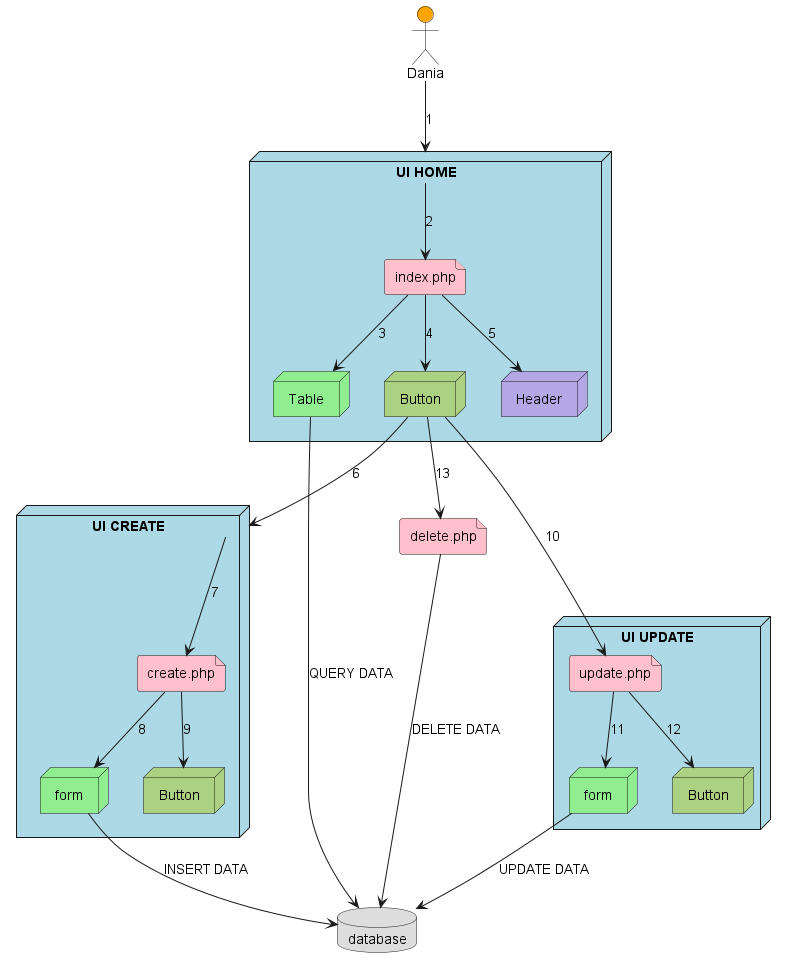 Dania
1
UI HOME
2
index.php
3
4
5
Table
Button
Header
6
13
10
UI CREATE
delete.php
7
UI UPDATE
create.php
QUERY DATA
update.php
8
9
DELETE DATA
11
12
form
Button
form
Button
INSERT DATA
UPDATE DATA
database